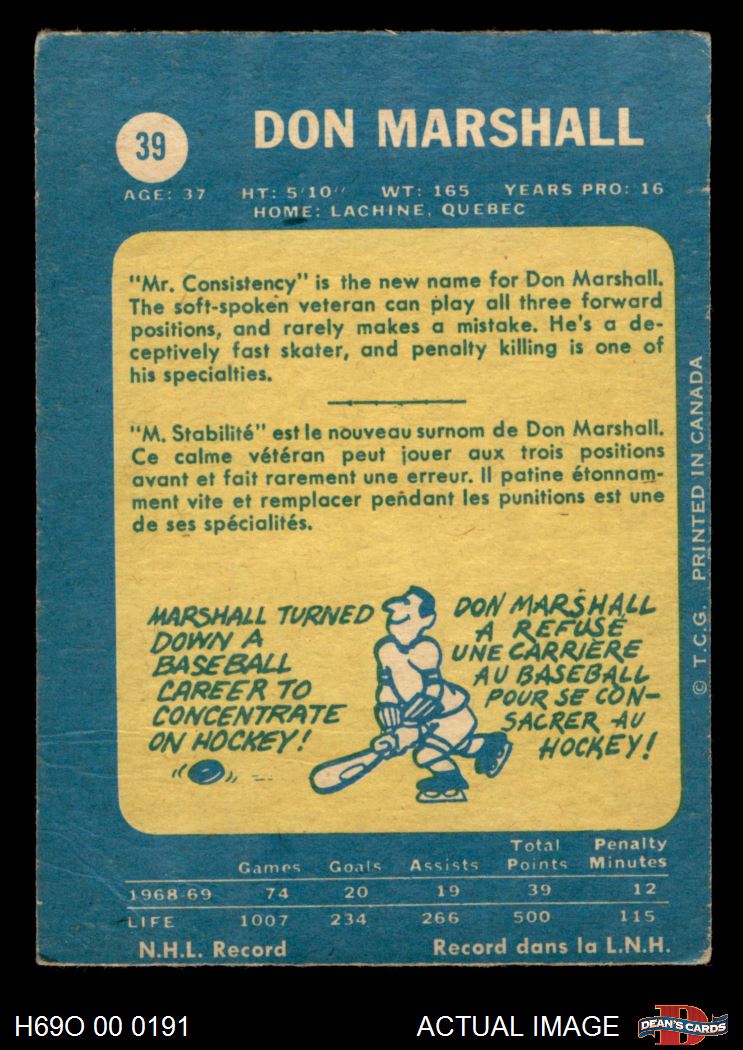 39
DON MARSHALL
AGE: 37 HT: 5'10'' WT: 165 YEARS PRO: 16
HOME: LACHINE, QUEBEC
"Mr. Consistency" is the new name for Don Marshall.
The soft-spoken veteran can play all three forward
positions, and rarely makes a mistake. He's a de-
ceptively fast skater, and penalty killing is one of
his specialties.
"M. Stabilité" est le nouveau surnom de Don Marshall.
Ce calme vétéran peut jouer aux trois positions
avant et fait rarement une erreur. Il patine étonnam-
ment vite et remplacer pendant les punitions est une
de ses spécialités.
MARSHALL TURNED
DOWN A
BASEBALL
CAREER TO
CONCENTRATE
ON HOCKEY!
DON MARSHALL
A REFUSÉ
UNE CARRIÈRE
AU BASEBALL
POUR SE CON-
SACRER AU
HOCKEY!
© T.C.G. PRINTED IN CANADA
Games Goals Assists Total Points Penalty Minutes
1968-69 74 20 19 39 12
LIFE 1007 234 266 500 115
N.H.L. Record Record dans la L.N.H.
H69O 00 0191 ACTUAL IMAGE DEAN'S CARDS